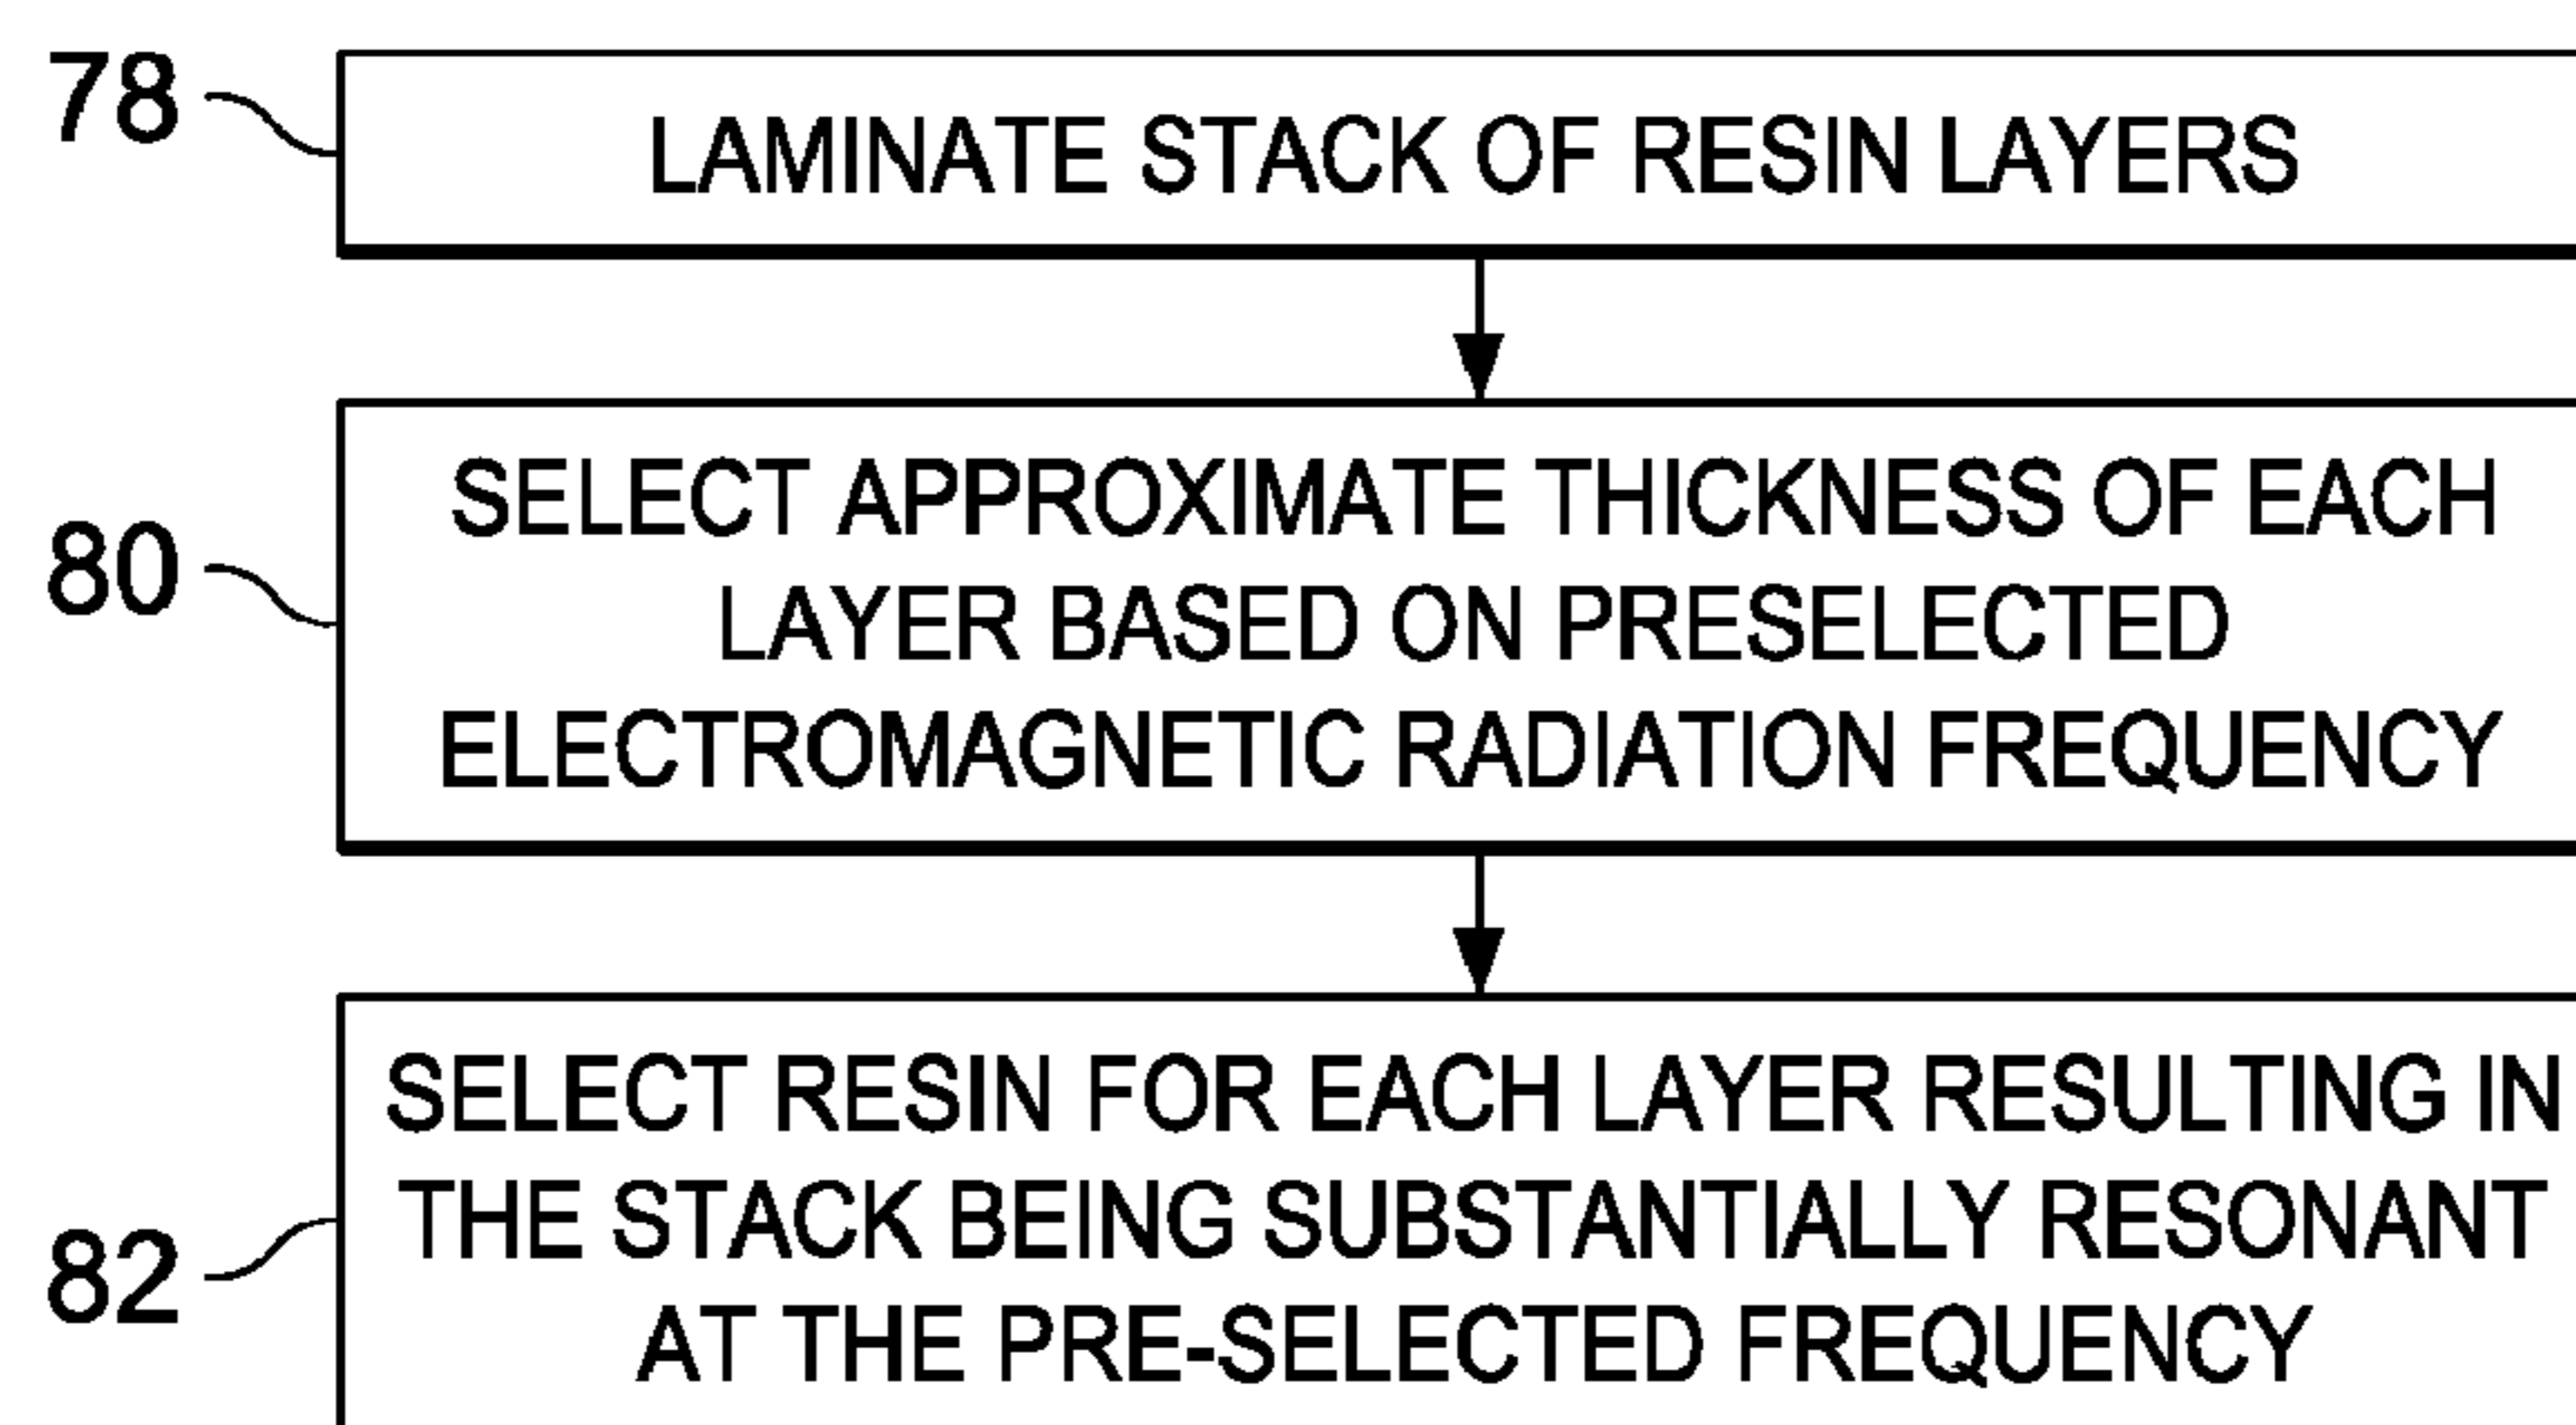 78
LAMINATE STACK OF RESIN LAYERS
80
SELECT APPROXIMATE THICKNESS OF EACH
LAYER BASED ON PRESELECTED
ELECTROMAGNETIC RADIATION FREQUENCY
82
SELECT RESIN FOR EACH LAYER RESULTING IN
THE STACK BEING SUBSTANTIALLY RESONANT
AT THE PRE-SELECTED FREQUENCY